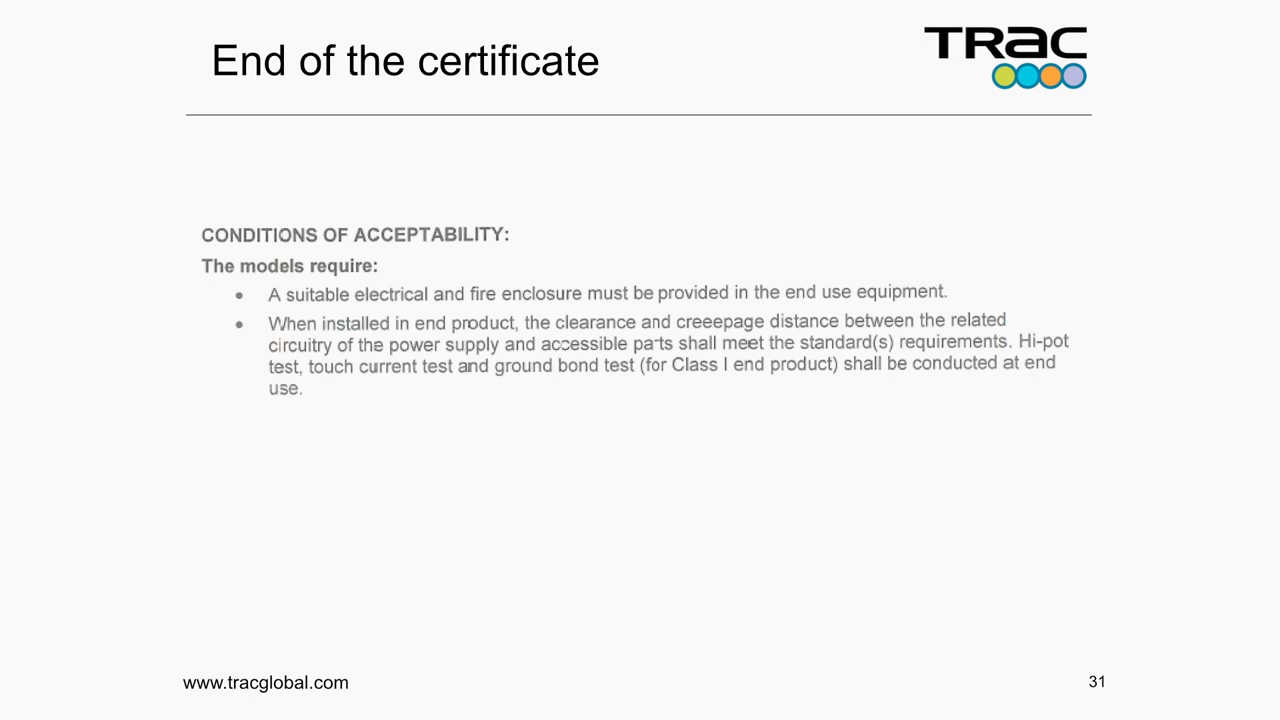 End of the certificate
TRaC
CONDITIONS OF ACCEPTABILITY:
The models require:
• A suitable electrical and fire enclosure must be provided in the end use equipment.
• When installed in end product, the clearance and creeepage distance between the related
circuitry of the power supply and accessible parts shall meet the standard(s) requirements. Hi-pot
test, touch current test and ground bond test (for Class I end product) shall be conducted at end
use.
www.tracglobal.com
31